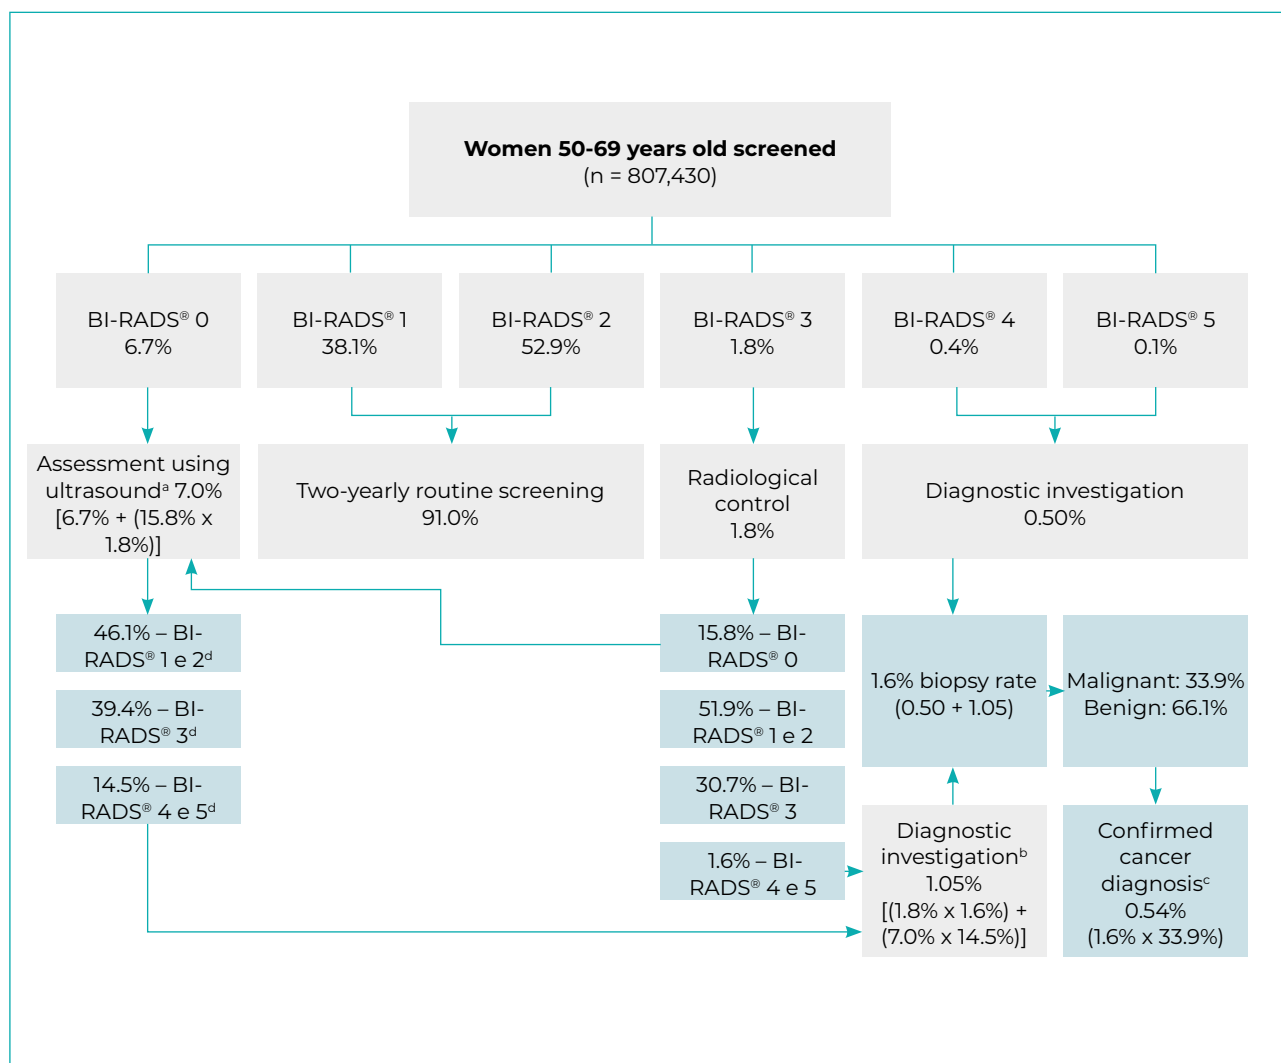 Women 50-69 years old screened
(n = 807,430)
BI-RADS® 0
6.7%
BI-RADS® 1
38.1%
BI-RADS® 2
52.9%
BI-RADS® 3
1.8%
BI-RADS® 4
0.4%
BI-RADS® 5
0.1%
Assessment using
ultrasoundᵃ 7.0%
[6.7% + (15.8% x
1.8%)]
Two-yearly routine screening
91.0%
Radiological
control
1.8%
Diagnostic investigation
0.50%
46.1% – BI-
RADS® 1 e 2ᵈ
39.4% – BI-
RADS® 3ᵈ
14.5% – BI-
RADS® 4 e 5ᵈ
15.8% – BI-
RADS® 0
51.9% – BI-
RADS® 1 e 2
30.7% – BI-
RADS® 3
1.6% – BI-
RADS® 4 e 5
1.6% biopsy rate
(0.50 + 1.05)
Malignant: 33.9%
Benign: 66.1%
Diagnostic
investigationᵇ
1.05%
[(1.8% x 1.6%) +
(7.0% x 14.5%)]
Confirmed
cancer
diagnosisᶜ
0.54%
(1.6% x 33.9%)